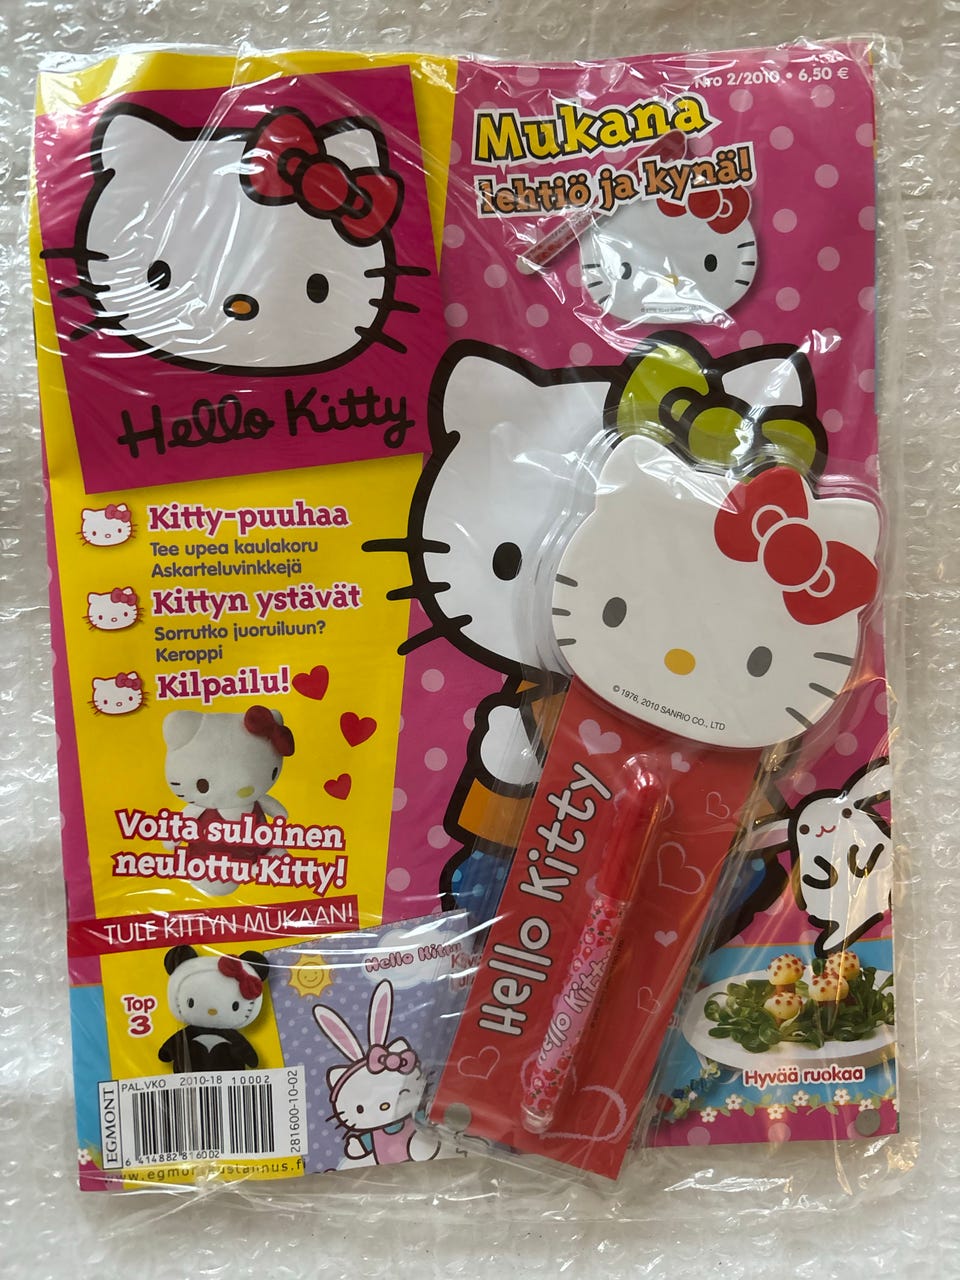 Nro 2/2010 • 6,50 €
Mukana
lehtiö ja kynä!
Hello Kitty
Kitty-puuhaa
Tee upea kaulakoru
Askarteluvinkkejä
Kittyn ystävät
Sorrutko juoruiluun?
Keroppi
Kilpailu!
Voita suloinen
neulottu Kitty!
TULE KITTYN MUKAAN!
Top
3
Hello Kitty
© 1976, 2010 SANRIO CO., LTD
Hello Kitty
Hello Kitty
Hyvää ruokaa
EGMONT
PAL.VKO 2010-18 10002
281600-10-02
6 414882 816002